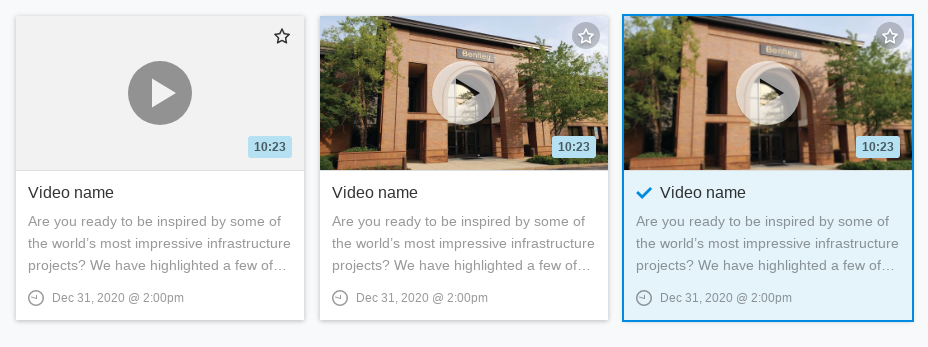 10:23
Video name
Are you ready to be inspired by some of
the world's most impressive infrastructure
projects? We have highlighted a few of…
Dec 31, 2020 @ 2:00pm
Bentley
10:23
Video name
Are you ready to be inspired by some of
the world's most impressive infrastructure
projects? We have highlighted a few of…
Dec 31, 2020 @ 2:00pm
Bentley
10:23
Video name
Are you ready to be inspired by some of
the world's most impressive infrastructure
projects? We have highlighted a few of…
Dec 31, 2020 @ 2:00pm